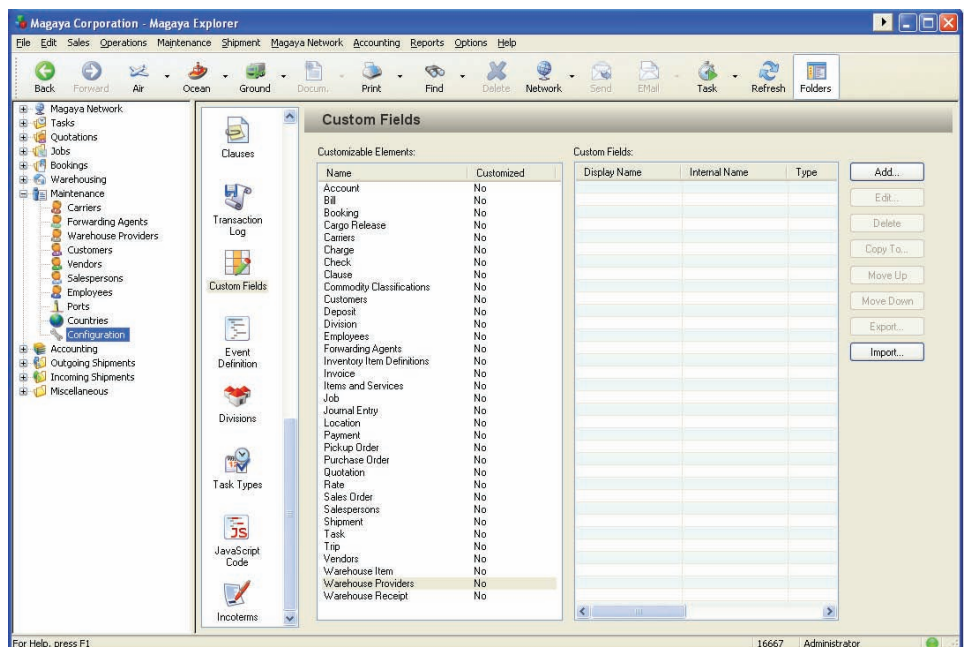 Magaya Corporation - Magaya Explorer
File Edit Sales Operations Maintenance Shipment Magaya Network Accounting Reports Options Help
Back Forward Air Ocean Ground Docum. Print Find Delete Network Send EMail Task Refresh Folders
Magaya Network
Tasks
Quotations
Jobs
Bookings
Warehousing
Maintenance
Carriers
Forwarding Agents
Warehouse Providers
Customers
Vendors
Salespersons
Employees
Ports
Countries
Configuration
Accounting
Outgoing Shipments
Incoming Shipments
Miscellaneous
Clauses
Transaction
Log
Custom Fields
Event
Definition
Divisions
Task Types
JS
JavaScript
Code
Incoterms
Custom Fields
Customizable Elements:
Name Customized
Account No
Bill No
Booking No
Cargo Release No
Carriers No
Charge No
Check No
Clause No
Commodity Classifications No
Customers No
Deposit No
Division No
Employees No
Forwarding Agents No
Inventory Item Definitions No
Invoice No
Items and Services No
Job No
Journal Entry No
Location No
Payment No
Pickup Order No
Purchase Order No
Quotation No
Rate No
Sales Order No
Salespersons No
Shipment No
Task No
Trip No
Vendors No
Warehouse Item No
Warehouse Providers No
Warehouse Receipt No
Custom Fields:
Display Name Internal Name Type
Add...
Edit...
Delete
Copy To...
Move Up
Move Down
Export...
Import...
For Help, press F1 16667 Administrator